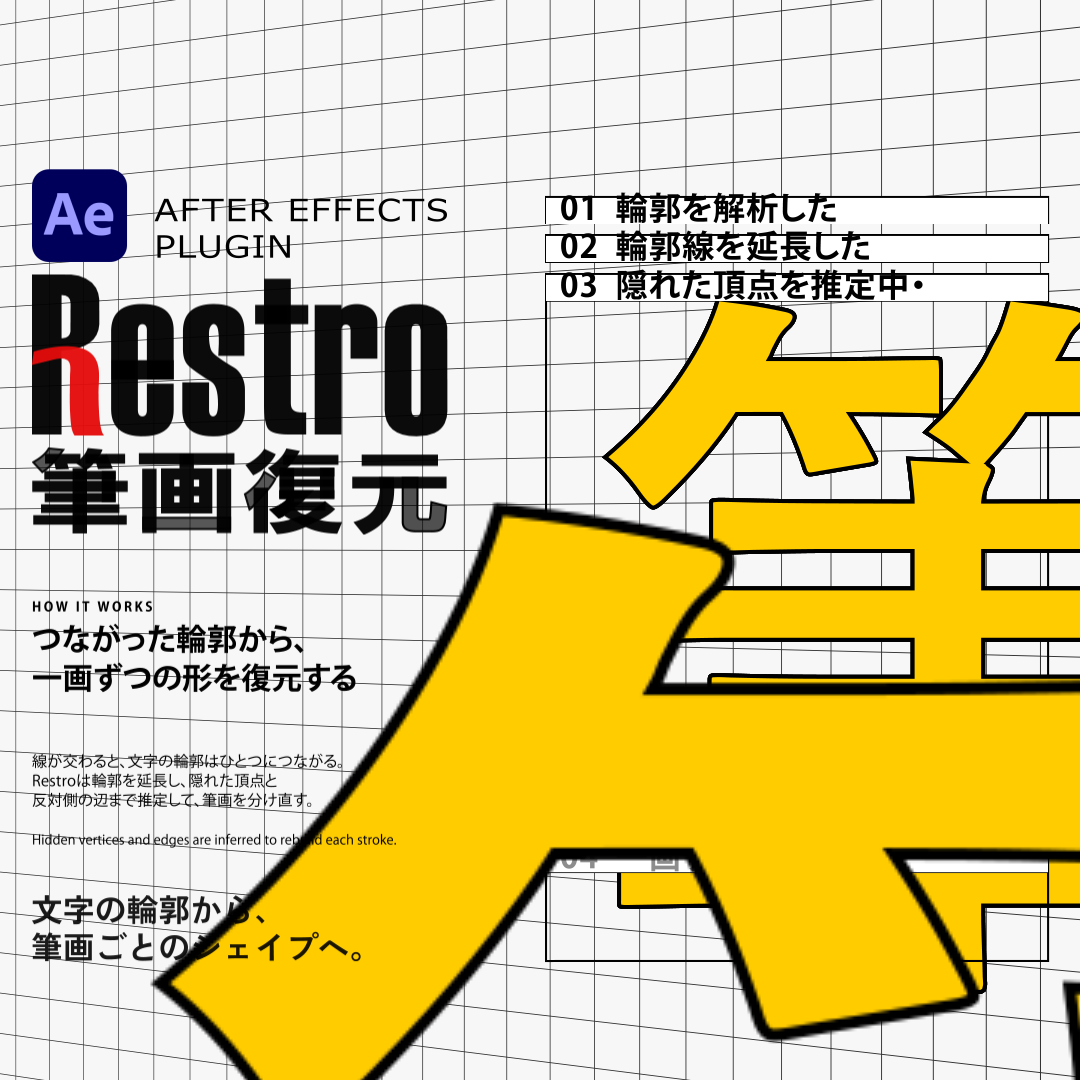 Ae
AFTER EFFECTS
PLUGIN
Restro
筆画復元
HOW IT WORKS
つながった輪郭から、
一画ずつの形を復元する
線が交わると、文字の輪郭はひとつにつながる。
Restroは輪郭を延長し、隠れた頂点と
反対側の辺まで推定して、筆画を分け直す。
Hidden vertices and edges are inferred to rebuild each stroke.
文字の輪郭から、
筆画ごとのシェイプへ。
01 輪郭を解析した
02 輪郭線を延長した
03 隠れた頂点を推定中・
04 画